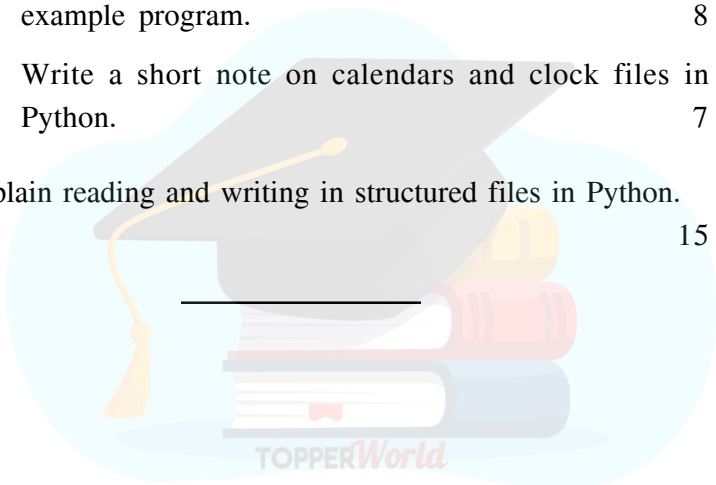 example program. 8
Write a short note on calendars and clock files in
Python. 7
plain reading and writing in structured files in Python.
15
TOPPERWorld